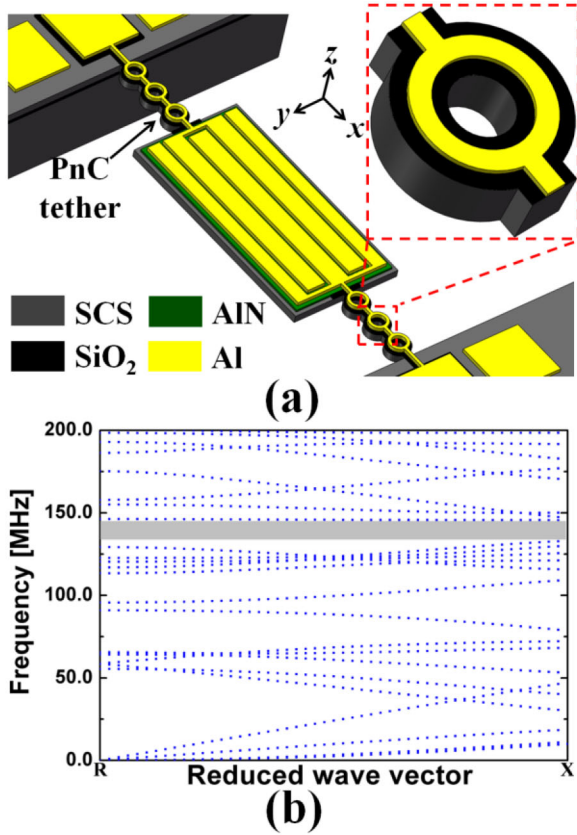 z
y
x
PnC
tether
SCS
AlN
SiO₂
Al
(a)
200.0
150.0
100.0
50.0
0.0
Frequency [MHz]
R
Reduced wave vector
X
(b)